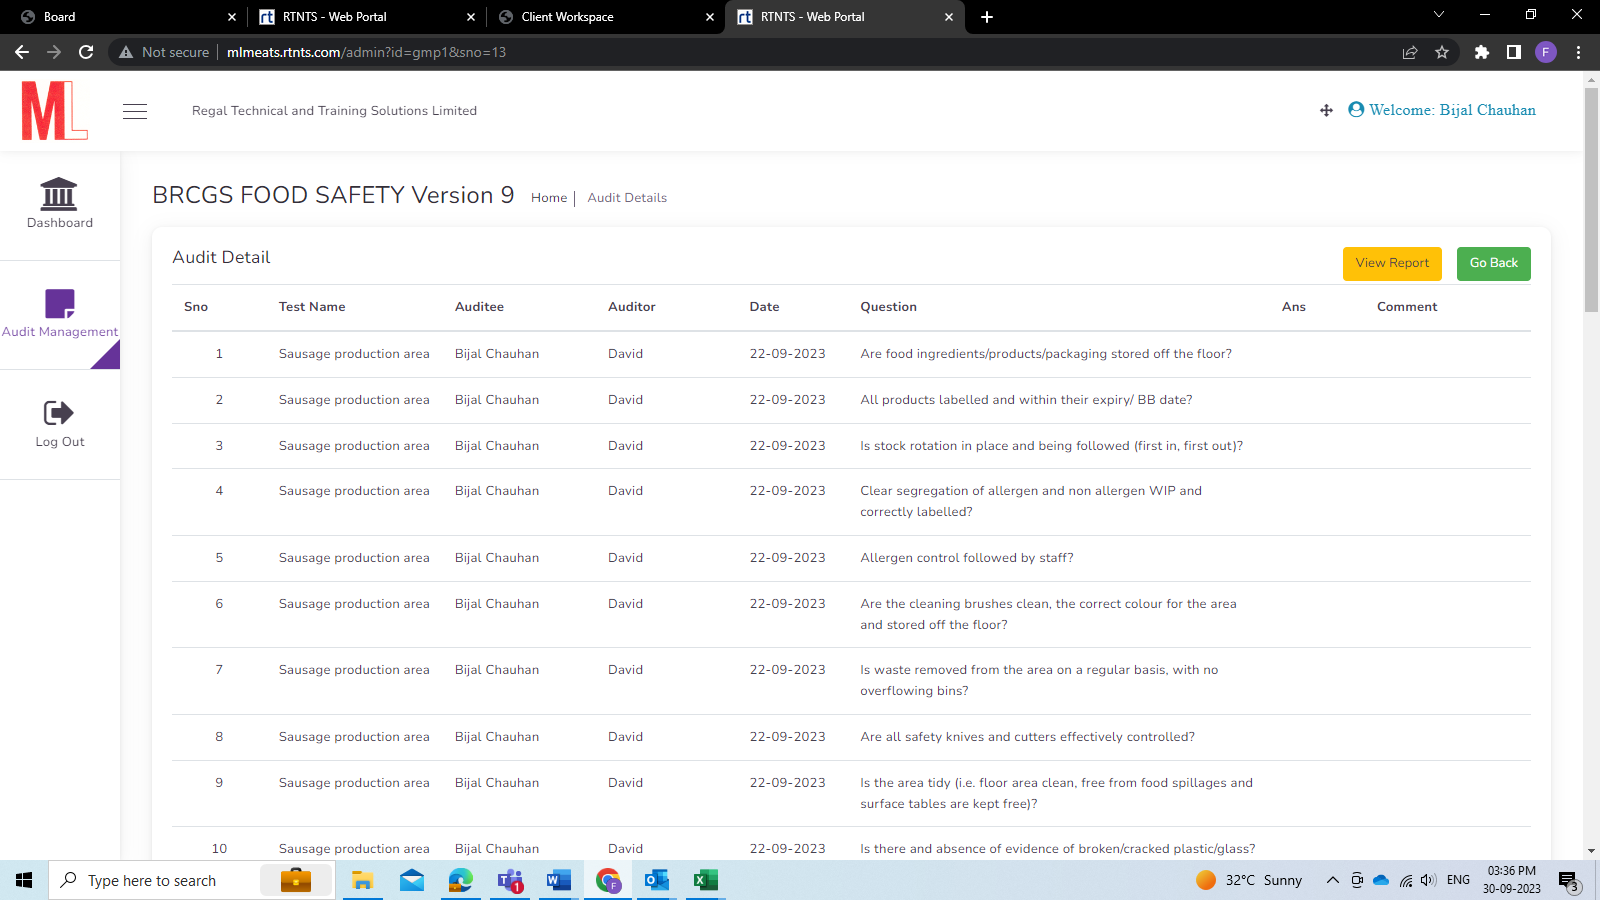 Board
RTNTS - Web Portal
Client Workspace
RTNTS - Web Portal
Not secure
mlmeats.rtnts.com/admin?id=gmp1&sno=13
F
ML
Regal Technical and Training Solutions Limited
Welcome: Bijal Chauhan
Dashboard
Audit Management
Log Out
BRCGS FOOD SAFETY Version 9 Home | Audit Details
Audit Detail
View Report Go Back
Sno Test Name Auditee Auditor Date Question Ans Comment
1 Sausage production area Bijal Chauhan David 22-09-2023 Are food ingredients/products/packaging stored off the floor?
2 Sausage production area Bijal Chauhan David 22-09-2023 All products labelled and within their expiry/ BB date?
3 Sausage production area Bijal Chauhan David 22-09-2023 Is stock rotation in place and being followed (first in, first out)?
4 Sausage production area Bijal Chauhan David 22-09-2023 Clear segregation of allergen and non allergen WIP and
correctly labelled?
5 Sausage production area Bijal Chauhan David 22-09-2023 Allergen control followed by staff?
6 Sausage production area Bijal Chauhan David 22-09-2023 Are the cleaning brushes clean, the correct colour for the area
and stored off the floor?
7 Sausage production area Bijal Chauhan David 22-09-2023 Is waste removed from the area on a regular basis, with no
overflowing bins?
8 Sausage production area Bijal Chauhan David 22-09-2023 Are all safety knives and cutters effectively controlled?
9 Sausage production area Bijal Chauhan David 22-09-2023 Is the area tidy (i.e. floor area clean, free from food spillages and
surface tables are kept free)?
10 Sausage production area Bijal Chauhan David 22-09-2023 Is there and absence of evidence of broken/cracked plastic/glass?
Type here to search
32°C Sunny
ENG
03:36 PM
30-09-2023
3